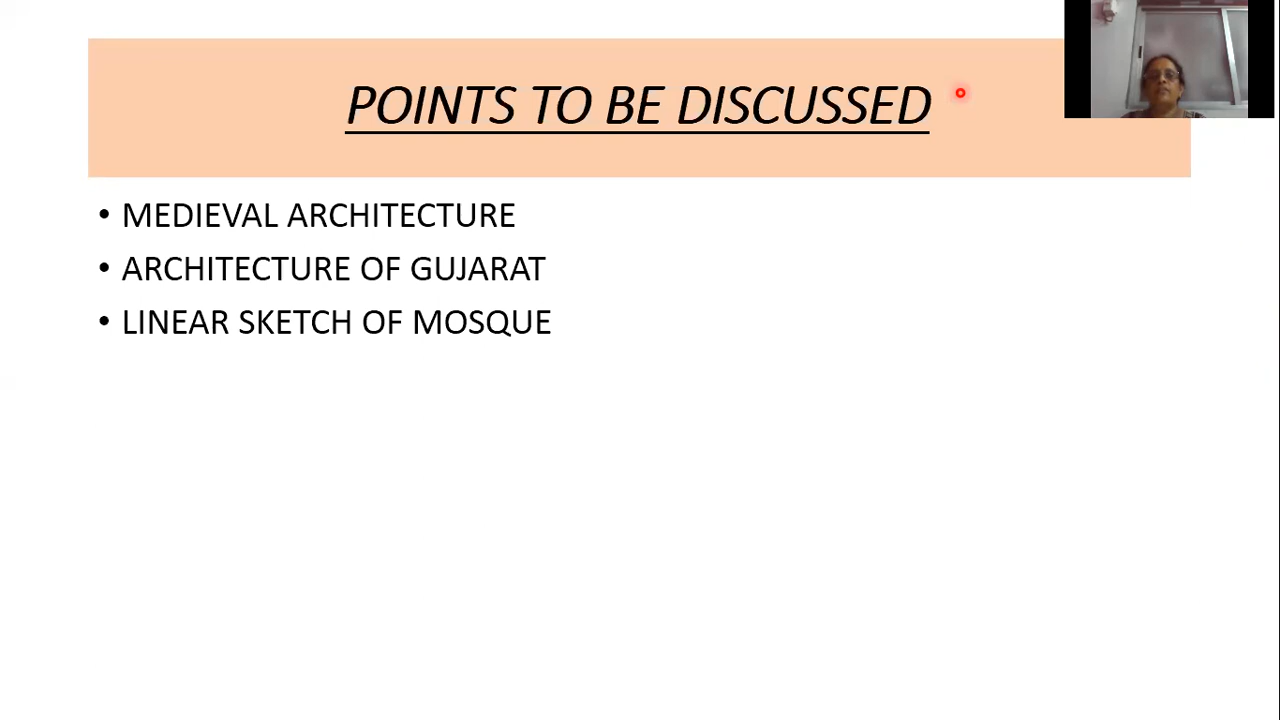 POINTS TO BE DISCUSSED
• MEDIEVAL ARCHITECTURE
• ARCHITECTURE OF GUJARAT
• LINEAR SKETCH OF MOSQUE